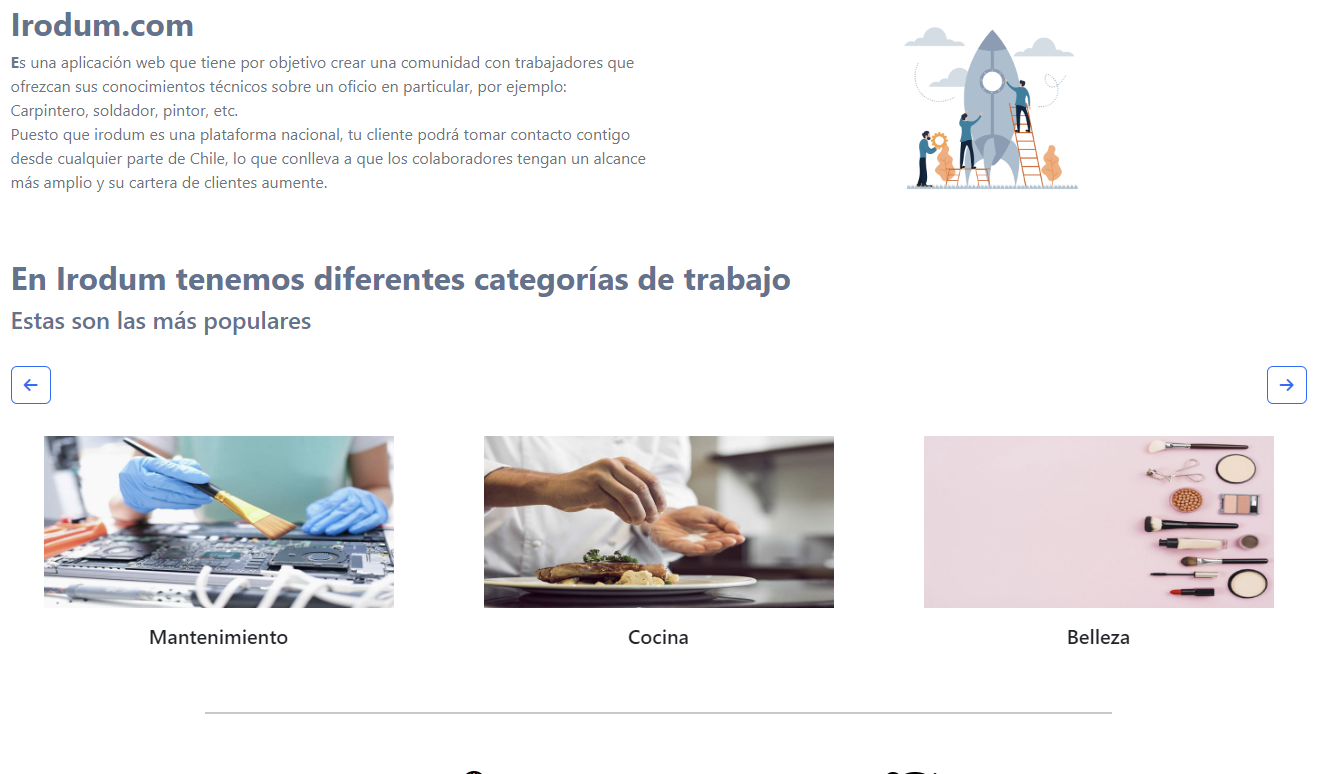 Irodum.com
Es una aplicación web que tiene por objetivo crear una comunidad con trabajadores que
ofrezcan sus conocimientos técnicos sobre un oficio en particular, por ejemplo:
Carpintero, soldador, pintor, etc.
Puesto que irodum es una plataforma nacional, tu cliente podrá tomar contacto contigo
desde cualquier parte de Chile, lo que conlleva a que los colaboradores tengan un alcance
más amplio y su cartera de clientes aumente.
En Irodum tenemos diferentes categorías de trabajo
Estas son las más populares
Mantenimiento
Cocina
Belleza